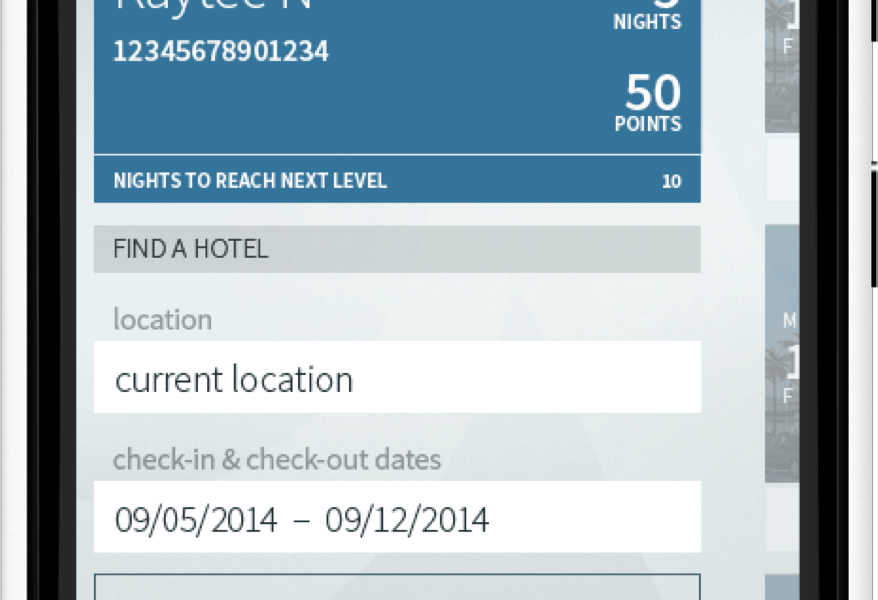 Kaytee N
NIGHTS
12345678901234
50
POINTS
NIGHTS TO REACH NEXT LEVEL 10
FIND A HOTEL
location
current location
check-in & check-out dates
09/05/2014 – 09/12/2014
M
F
F